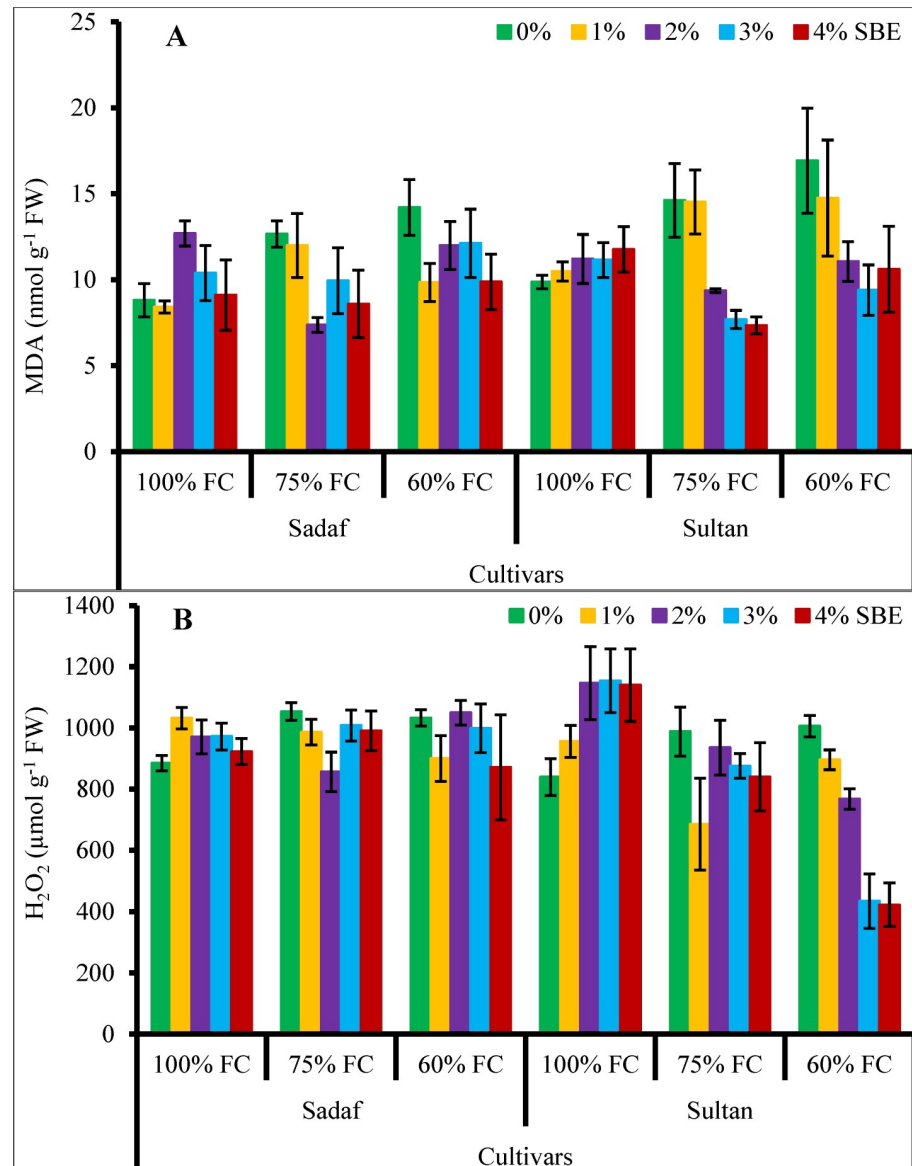 A
0% 1% 2% 3% 4% SBE
MDA (nmol g⁻¹ FW)
25
20
15
10
5
0
100% FC 75% FC 60% FC 100% FC 75% FC 60% FC
Sadaf Sultan
Cultivars
B
0% 1% 2% 3% 4% SBE
H₂O₂ (µmol g⁻¹ FW)
1400
1200
1000
800
600
400
200
0
100% FC 75% FC 60% FC 100% FC 75% FC 60% FC
Sadaf Sultan
Cultivars